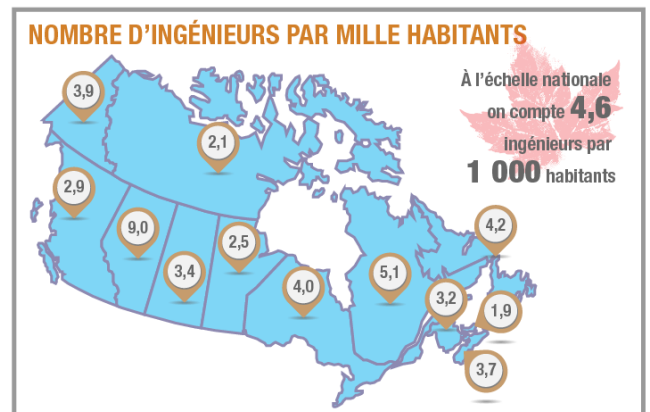 NOMBRE D'INGÉNIEURS PAR MILLE HABITANTS
À l'échelle nationale
on compte 4,6
ingénieurs par
1 000 habitants
3,9
2,1
2,9
9,0
3,4
2,5
4,0
5,1
4,2
3,2
1,9
3,7